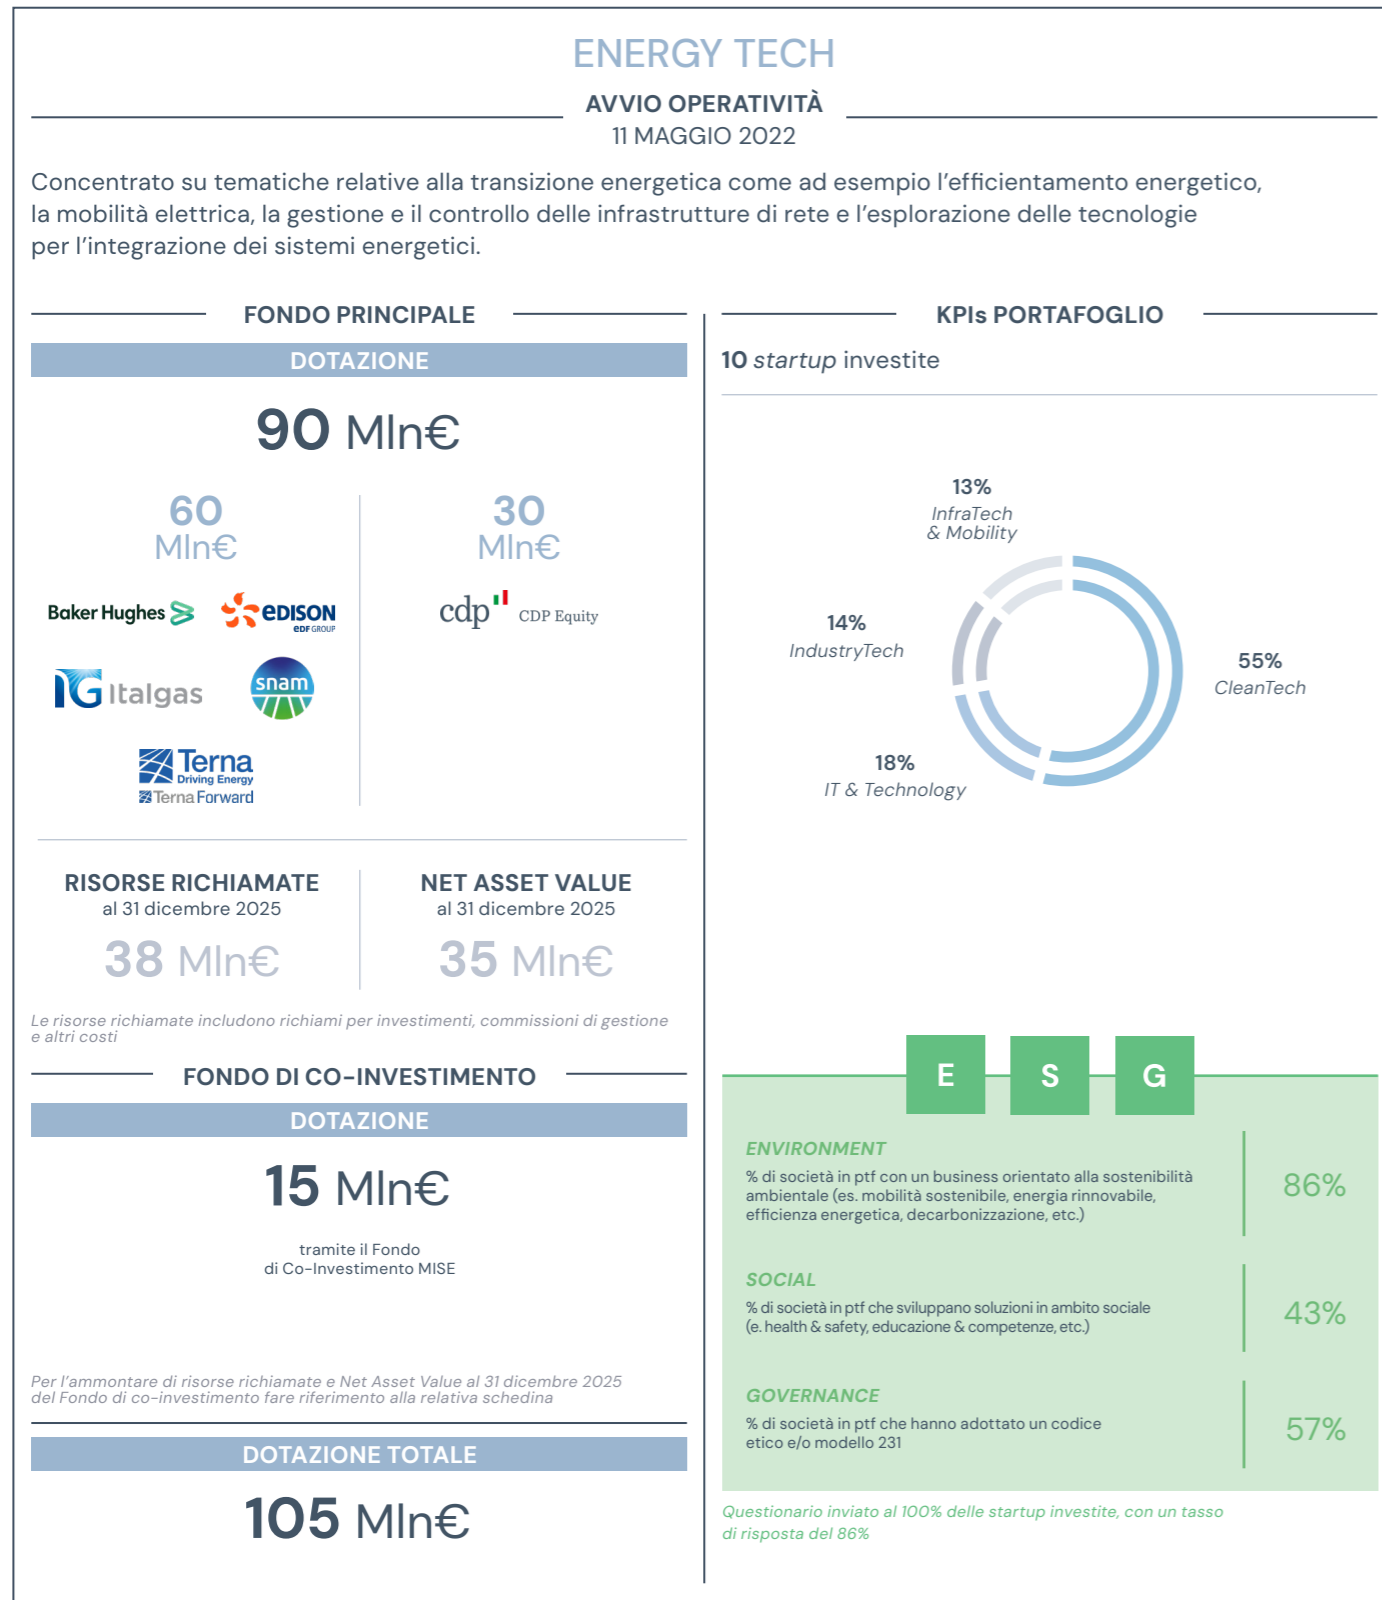 ENERGY TECH
AVVIO OPERATIVITÀ
11 MAGGIO 2022
Concentrato su tematiche relative alla transizione energetica come ad esempio l’efficientamento energetico,
la mobilità elettrica, la gestione e il controllo delle infrastrutture di rete e l’esplorazione delle tecnologie
per l’integrazione dei sistemi energetici.
FONDO PRINCIPALE
DOTAZIONE
90 Mln€
60
Mln€
Baker Hughes
eDISON
eDF GROUP
IG Italgas
snam
Terna
Driving Energy
Terna Forward
30
Mln€
cdp CDP Equity
RISORSE RICHIAMATE
al 31 dicembre 2025
38 Mln€
NET ASSET VALUE
al 31 dicembre 2025
35 Mln€
Le risorse richiamate includono richiami per investimenti, commissioni di gestione
e altri costi
FONDO DI CO-INVESTIMENTO
DOTAZIONE
15 Mln€
tramite il Fondo
di Co-Investimento MISE
Per l’ammontare di risorse richiamate e Net Asset Value al 31 dicembre 2025
del Fondo di co-investimento fare riferimento alla relativa schedina
DOTAZIONE TOTALE
105 Mln€
KPIs PORTAFOGLIO
10 startup investite
13%
InfraTech
& Mobility
14%
IndustryTech
55%
CleanTech
18%
IT & Technology
E S G
ENVIRONMENT
% di società in ptf con un business orientato alla sostenibilità
ambientale (es. mobilità sostenibile, energia rinnovabile,
efficienza energetica, decarbonizzazione, etc.)
86%
SOCIAL
% di società in ptf che sviluppano soluzioni in ambito sociale
(e. health & safety, educazione & competenze, etc.)
43%
GOVERNANCE
% di società in ptf che hanno adottato un codice
etico e/o modello 231
57%
Questionario inviato al 100% delle startup investite, con un tasso
di risposta del 86%